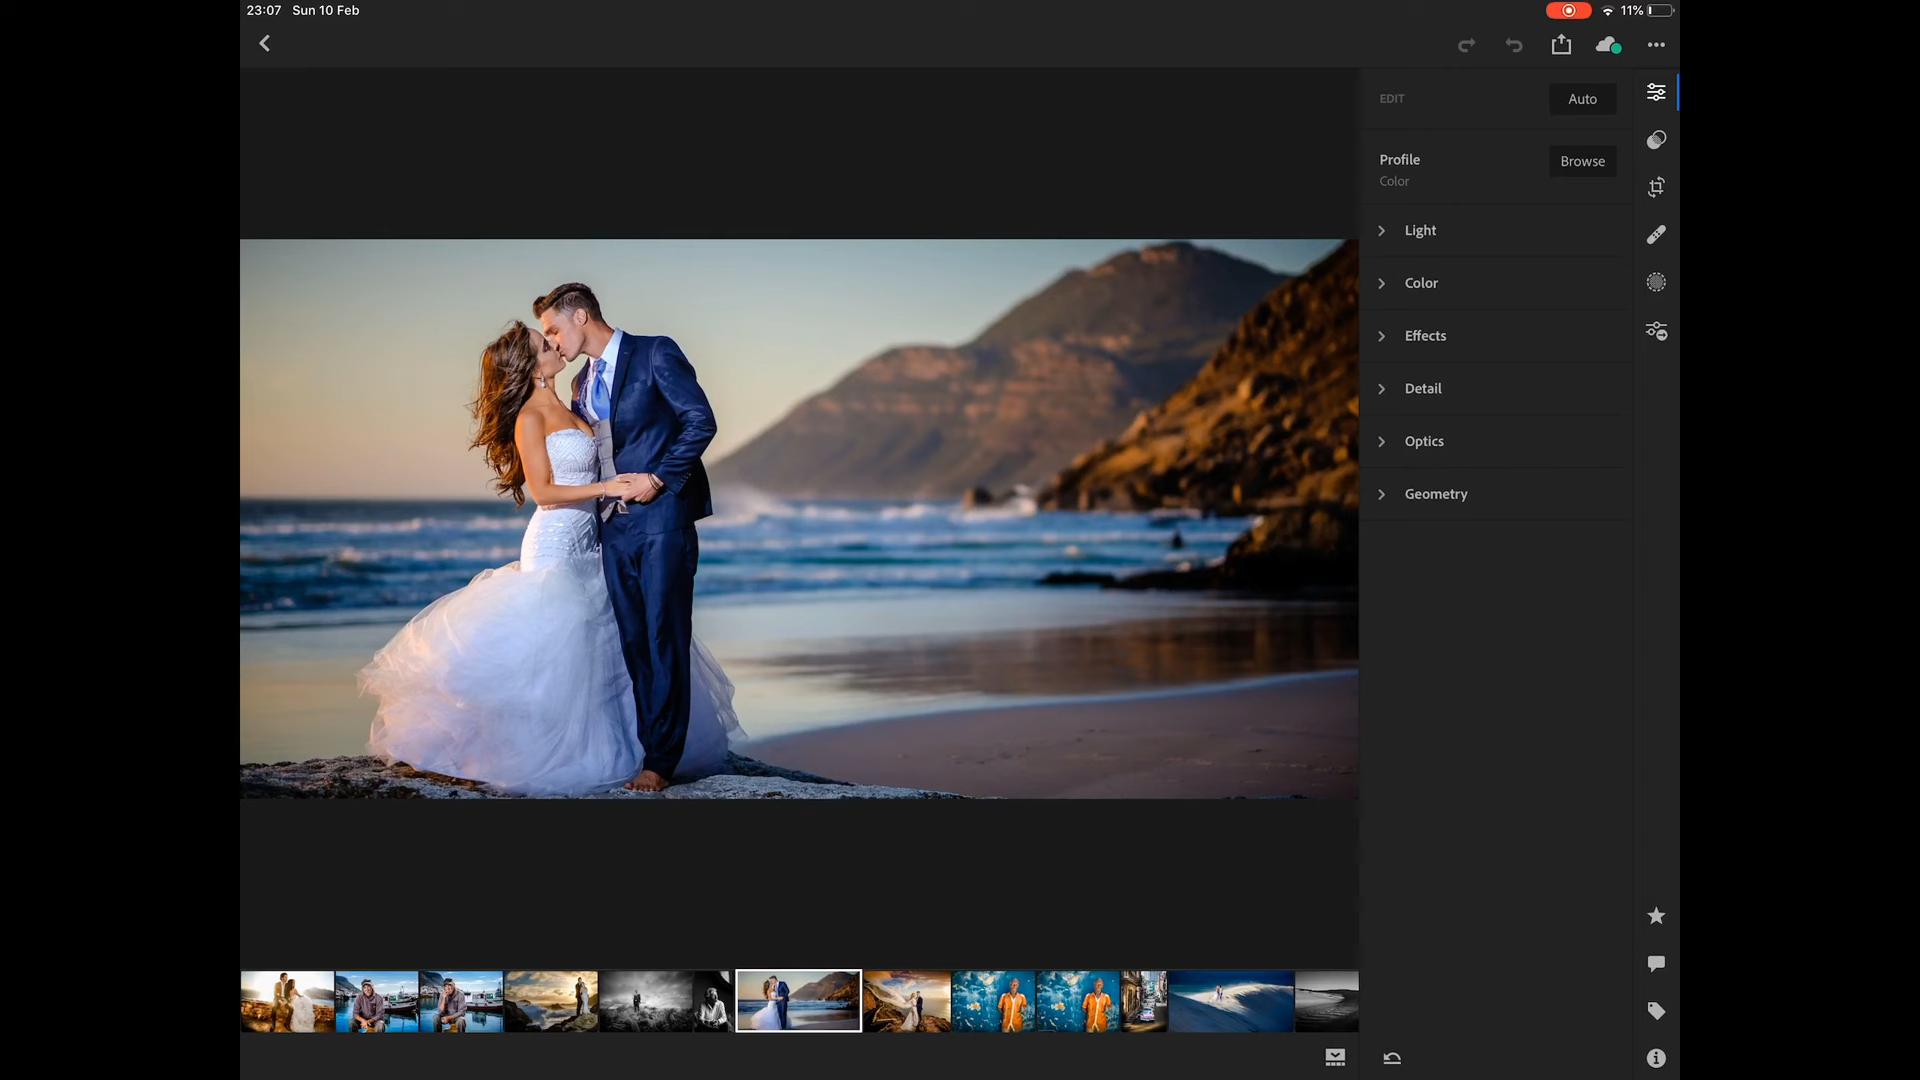 23:07 Sun 10 Feb
11%
EDIT
Auto
Profile
Browse
Color
Light
Color
Effects
Detail
Optics
Geometry